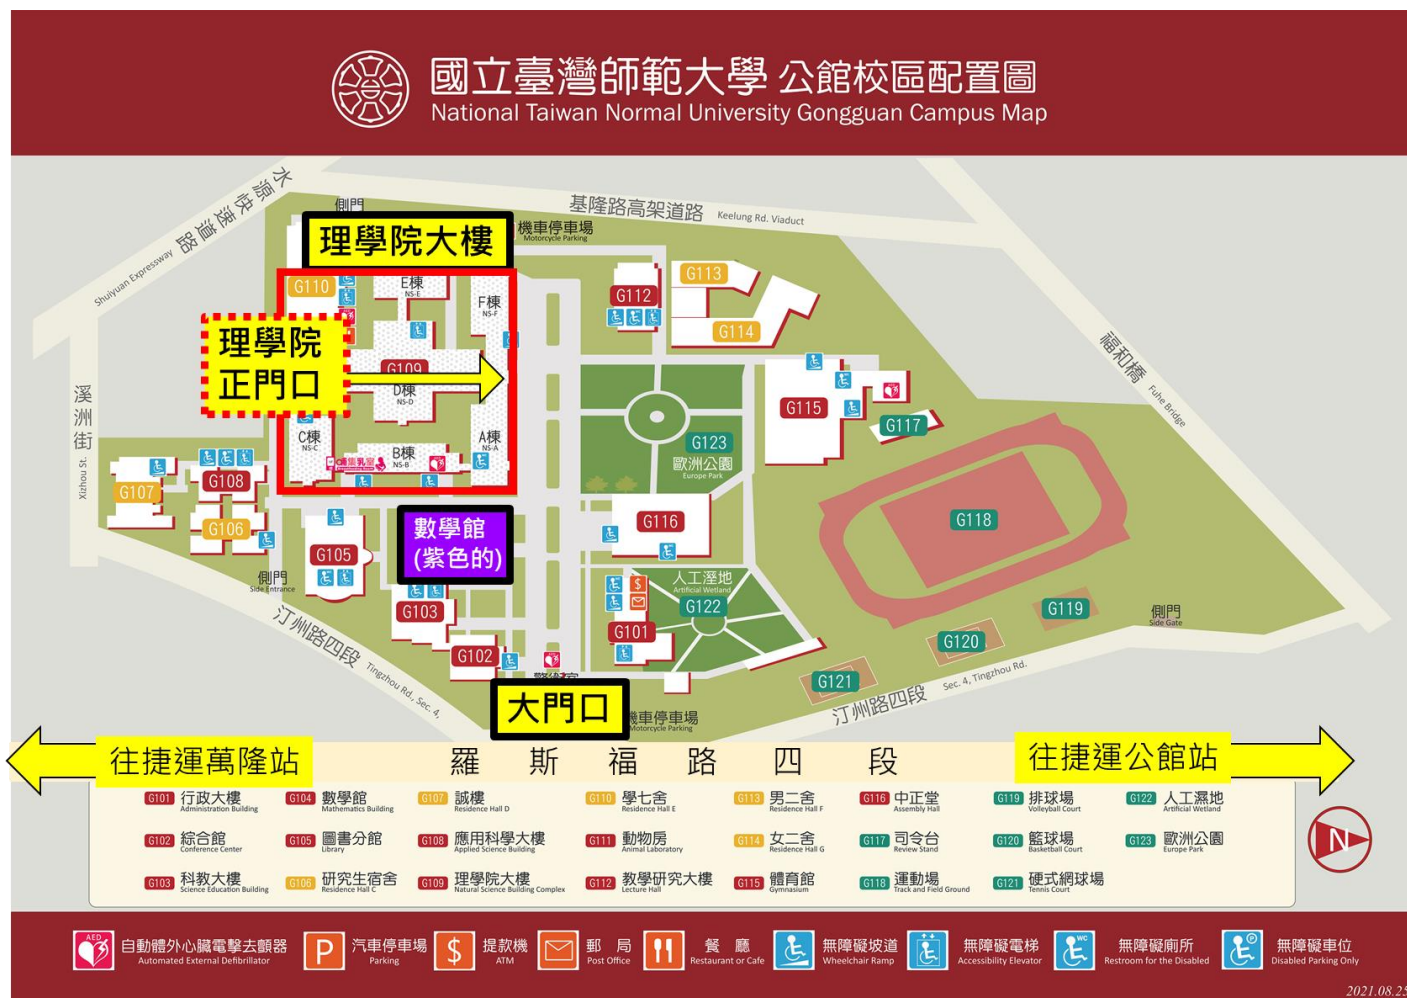 國立臺灣師範大學 公館校區配置圖
National Taiwan Normal University Gongguan Campus Map
水源快速道路
Shuiyuan Expressway
側門
基隆路高架道路 Keelung Rd. Viaduct
理學院大樓
機車停車場
Motorcycle Parking
G110
E棟
NS-E
F棟
NS-F
G112
G113
G114
理學院
正門口
G109
D棟
NS-D
福和橋
Fuhe Bridge
溪洲街
Xizhou St.
G115
G117
C棟
NS-C
B棟
NS-B
A棟
NS-A
哺集乳室
G123
歐洲公園
Europe Park
G107
G108
G106
G105
數學館
(紫色的)
G116
G118
側門
Side Entrance
人工溼地
Artificial Wetland
G122
G103
G102
G101
G119
G120
G121
側門
Side Gate
汀州路四段 Tingzhou Rd., Sec. 4,
警衛室
大門口
機車停車場
Motorcycle Parking
汀州路四段 Sec. 4, Tingzhou Rd.
往捷運萬隆站
羅斯福路四段
往捷運公館站
G101 行政大樓 Administration Building
G104 數學館 Mathematics Building
G107 誠樓 Residence Hall D
G110 學七舍 Residence Hall E
G113 男二舍 Residence Hall F
G116 中正堂 Assembly Hall
G119 排球場 Volleyball Court
G122 人工濕地 Artificial Wetland
G102 綜合館 Conference Center
G105 圖書分館 Library
G108 應用科學大樓 Applied Science Building
G111 動物房 Animal Laboratory
G114 女二舍 Residence Hall G
G117 司令台 Review Stand
G120 籃球場 Basketball Court
G123 歐洲公園 Europe Park
G103 科教大樓 Science Education Building
G106 研究生宿舍 Residence Hall C
G109 理學院大樓 Natural Science Building Complex
G112 教學研究大樓 Lecture Hall
G115 體育館 Gymnasium
G118 運動場 Track and Field Ground
G121 硬式網球場 Tennis Court
N
AED 自動體外心臟電擊去顫器 Automated External Defibrillator
P 汽車停車場 Parking
$ 提款機 ATM
郵局 Post Office
餐廳 Restaurant or Cafe
無障礙坡道 Wheelchair Ramp
無障礙電梯 Accessibility Elevator
WC 無障礙廁所 Restroom for the Disabled
P 無障礙車位 Disabled Parking Only
2021.08.25